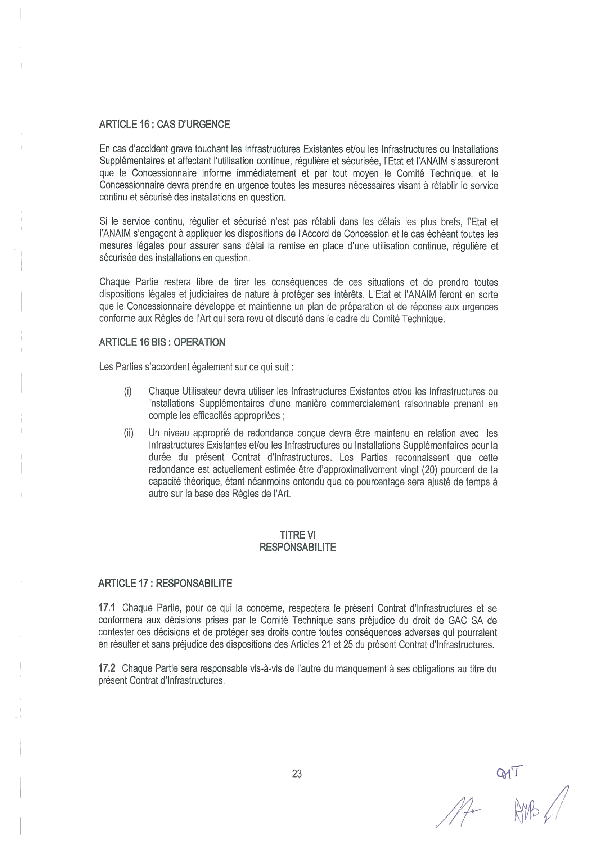 ARTICLE 16 : CAS D'URGENCE
En cas d'accident grave touchant les Infrastructures Existantes et/ou les Infrastructures ou Installations
Supplémentaires et affectant l'utilisation continue, régulière et sécurisée, l'Etat et l'ANAIM s'assureront
que le Concessionnaire informe immédiatement et par tout moyen le Comité Technique, et le
Concessionnaire devra prendre en urgence toutes les mesures nécessaires visant à rétablir le service
continu et sécurisé des installations en question.
Si le service continu, régulier et sécurisé n'est pas rétabli dans les délais les plus brefs, l'Etat et
l'ANAIM s'engagent à appliquer les dispositions de l'Accord de Concession et le cas échéant toutes les
mesures légales pour assurer sans délai la remise en place d'une utilisation continue, régulière et
sécurisée des installations en question.
Chaque Partie restera libre de tirer les conséquences de ces situations et de prendre toutes
dispositions légales et judiciaires de nature à protéger ses intérêts. L'Etat et l'ANAIM feront en sorte
que le Concessionnaire développe et maintienne un plan de préparation et de réponse aux urgences
conforme aux Règles de l'Art qui sera revu et discuté dans le cadre du Comité Technique.
ARTICLE 16 BIS : OPERATION
Les Parties s'accordent également sur ce qui suit :
(i) Chaque Utilisateur devra utiliser les Infrastructures Existantes et/ou les Infrastructures ou
Installations Supplémentaires d'une manière commercialement raisonnable prenant en
compte les efficacités appropriées ;
(ii) Un niveau approprié de redondance conçue devra être maintenu en relation avec les
Infrastructures Existantes et/ou les Infrastructures ou Installations Supplémentaires pour la
durée du présent Contrat d'Infrastructures. Les Parties reconnaissent que cette
redondance est actuellement estimée être d'approximativement vingt (20) pourcent de la
capacité théorique, étant néanmoins entendu que ce pourcentage sera ajusté de temps à
autre sur la base des Règles de l'Art.
TITRE VI
RESPONSABILITE
ARTICLE 17 : RESPONSABILITE
17.1 Chaque Partie, pour ce qui la concerne, respectera le présent Contrat d'Infrastructures et se
conformera aux décisions prises par le Comité Technique sans préjudice du droit de GAC SA de
contester ces décisions et de protéger ses droits contre toutes conséquences adverses qui pourraient
en résulter et sans préjudice des dispositions des Articles 21 et 25 du présent Contrat d'Infrastructures.
17.2 Chaque Partie sera responsable vis-à-vis de l'autre du manquement à ses obligations au titre du
présent Contrat d'Infrastructures.
23